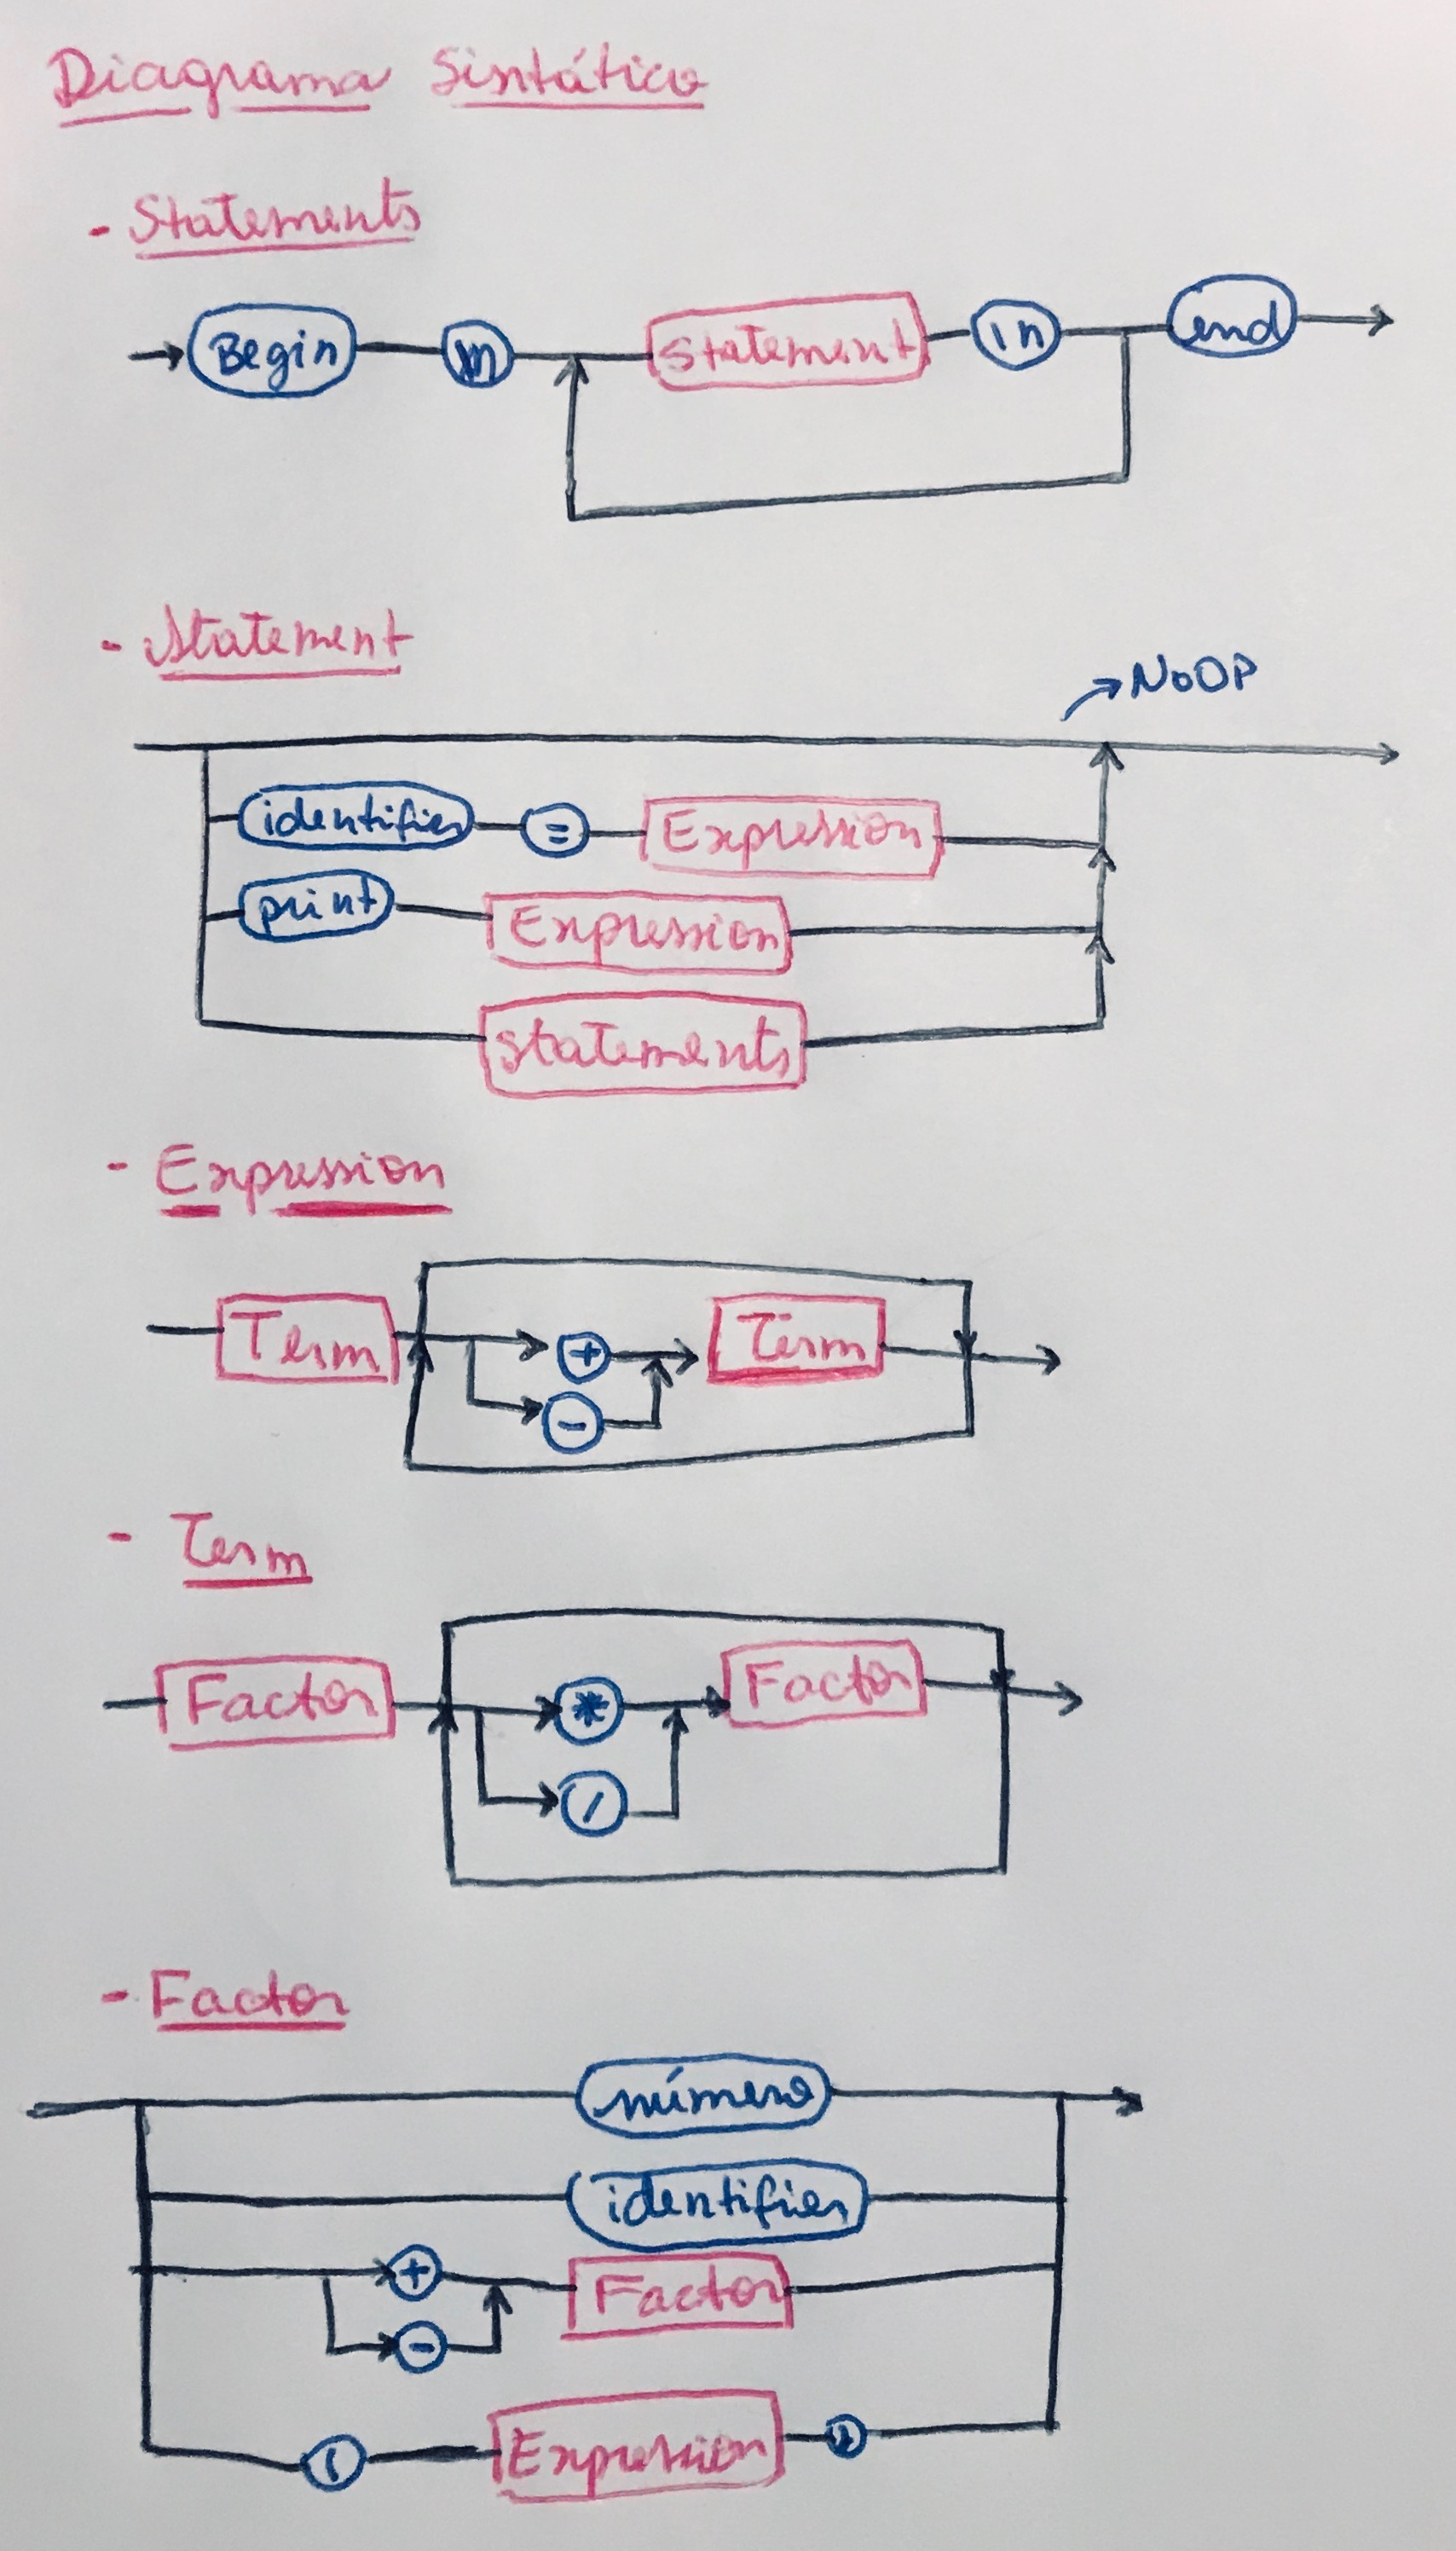 Diagrama Sintático
- Statements
Begin \n Statement \n end
- Statement
NoOP
identifier = Expression
print Expression
statements
- Expression
Term + Term
-
- Term
Factor * Factor
/
- Factor
número
identifier
+ Factor
-
( Expression )